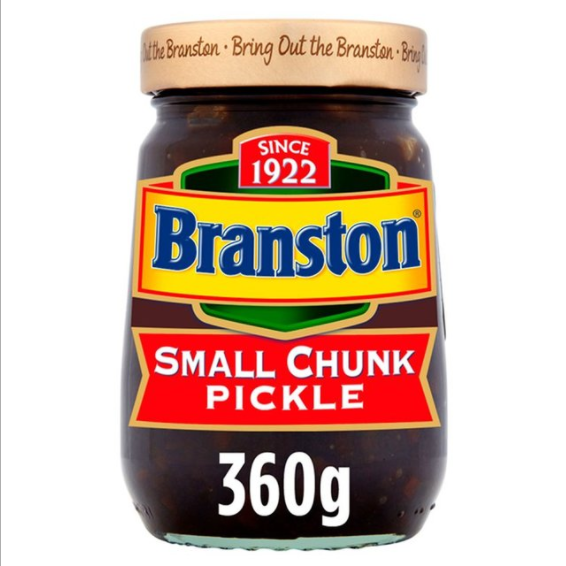 Out the Branston · Bring Out the Branston · Bring
SINCE
1922
Branston®
SMALL CHUNK
PICKLE
360g